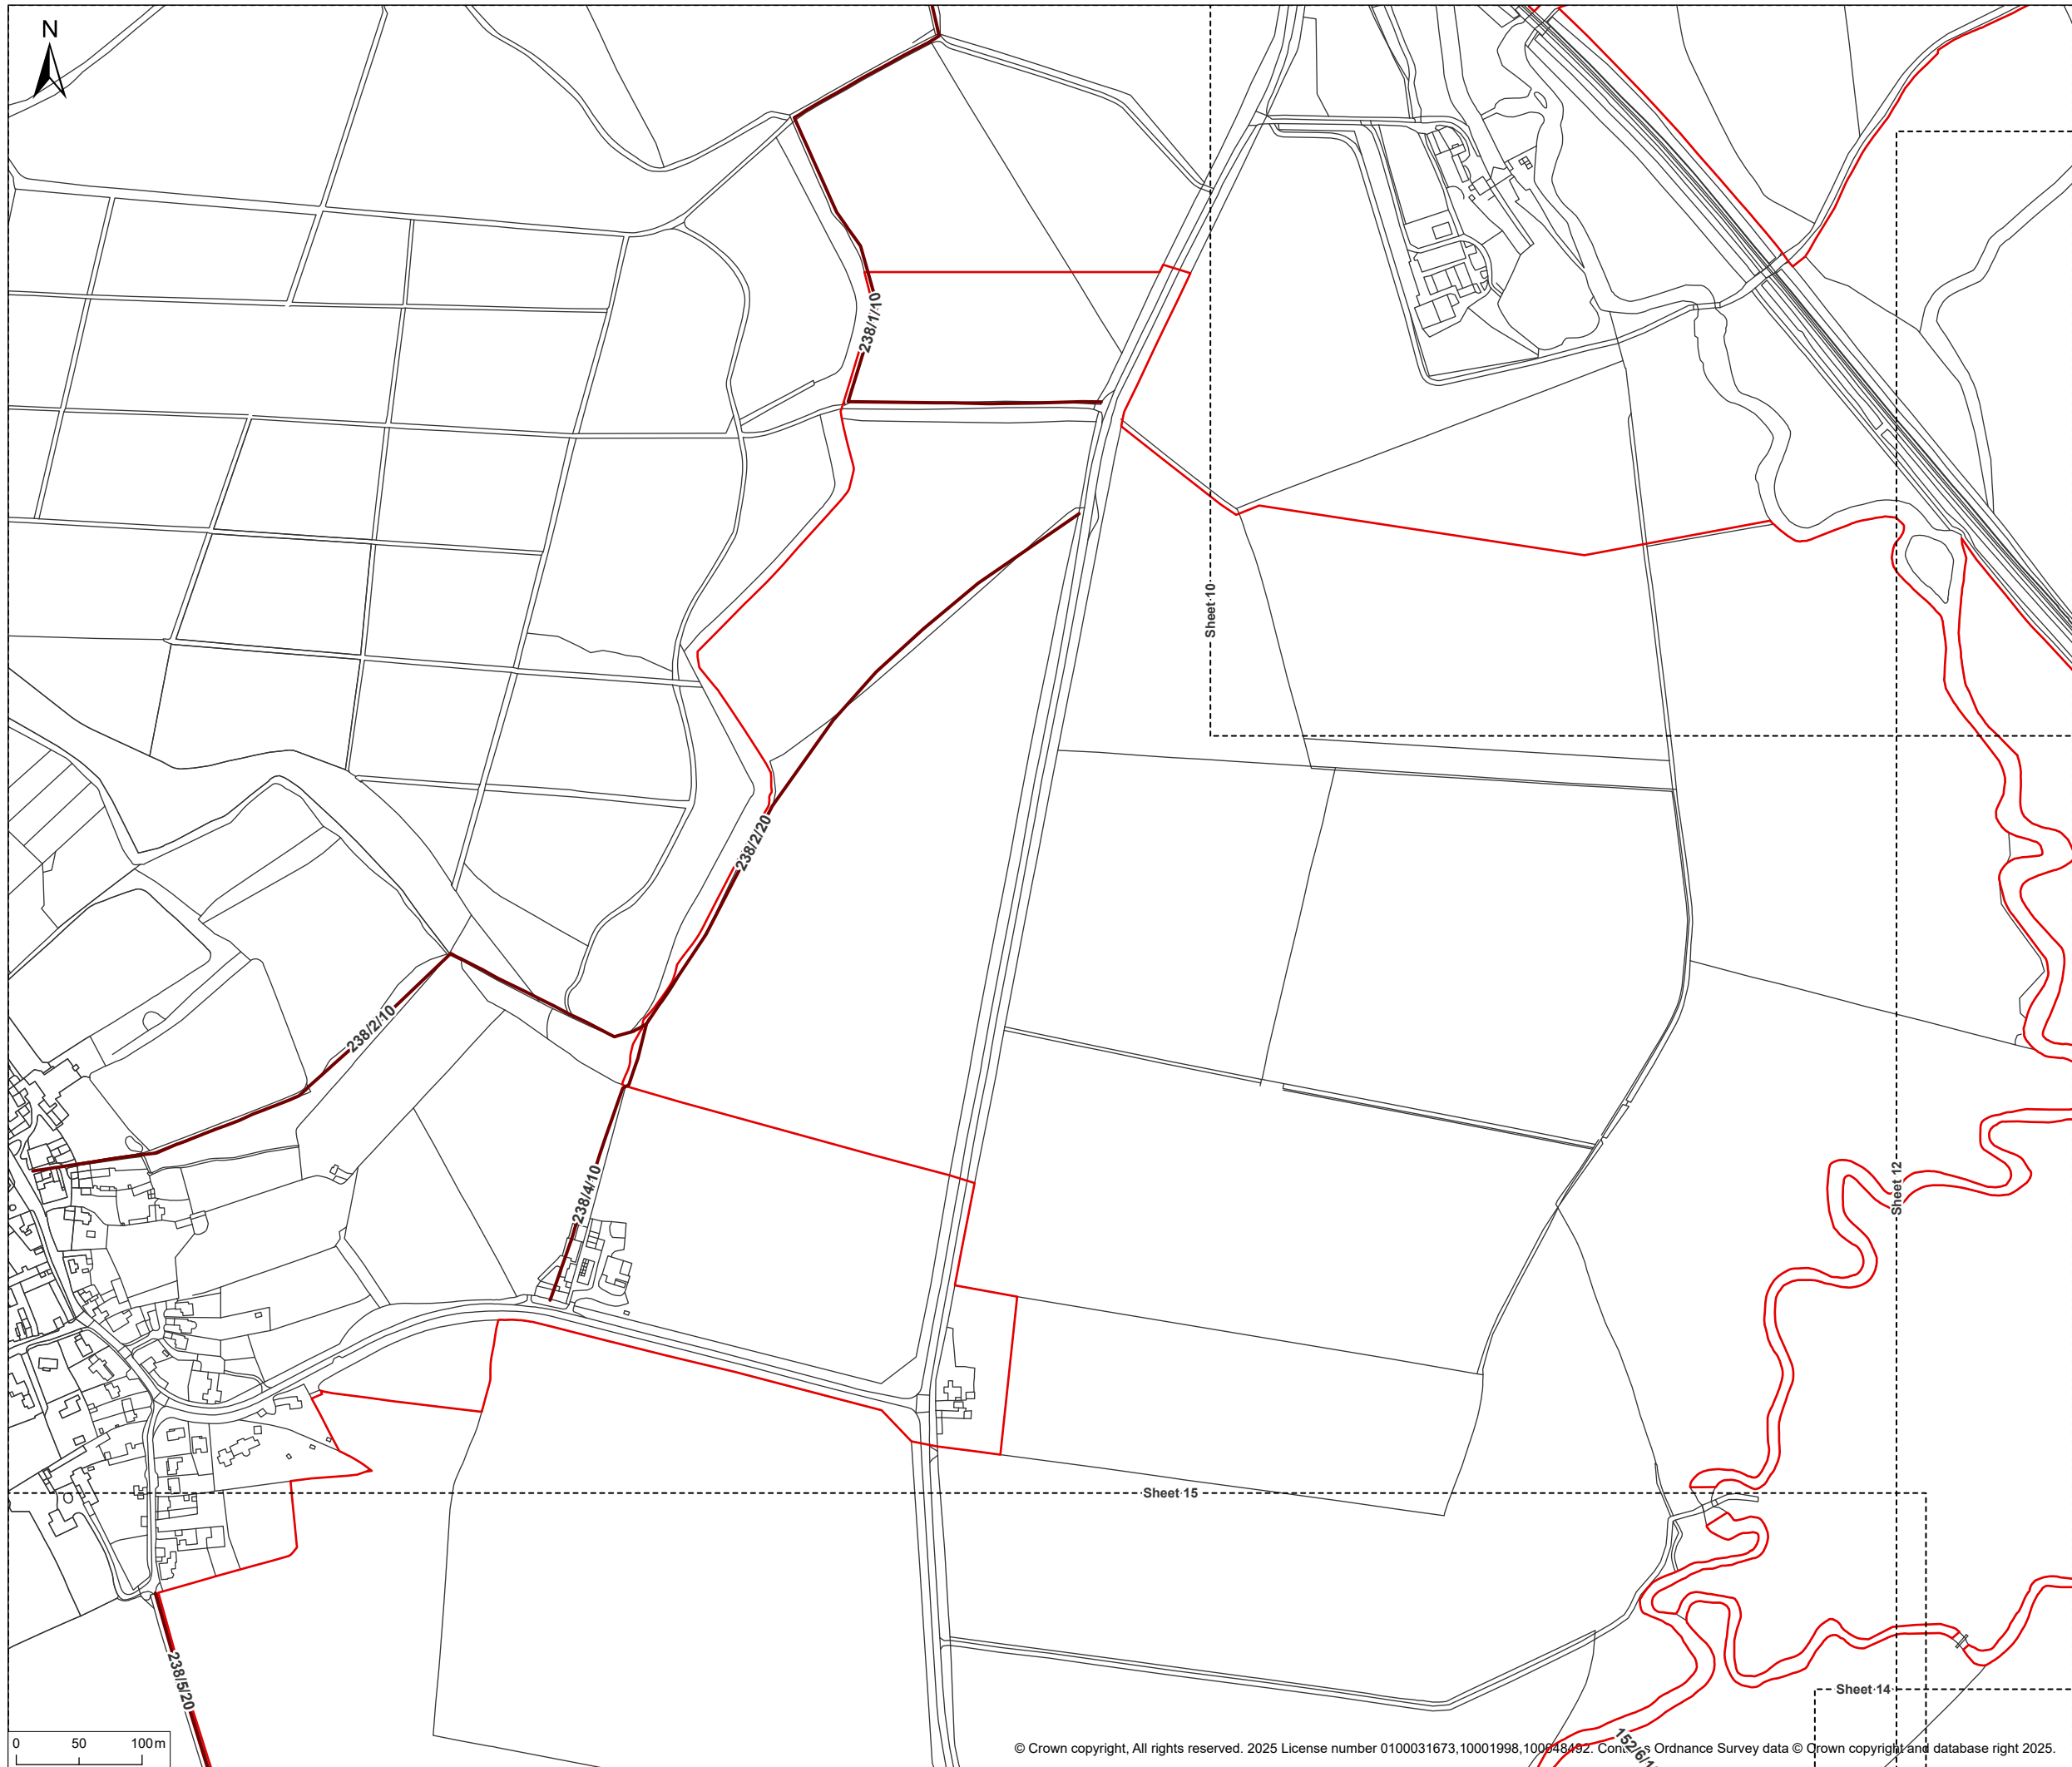 N
238/1/10
Sheet 10
238/2/20
238/2/10
238/4/10
Sheet 12
Sheet 15
238/5/20
Sheet 14
0 50 100 m
© Crown copyright, All rights reserved. 2025 License number 0100031673,10001998,100048492. Ordnance Survey data © Crown copyright and database right 2025.